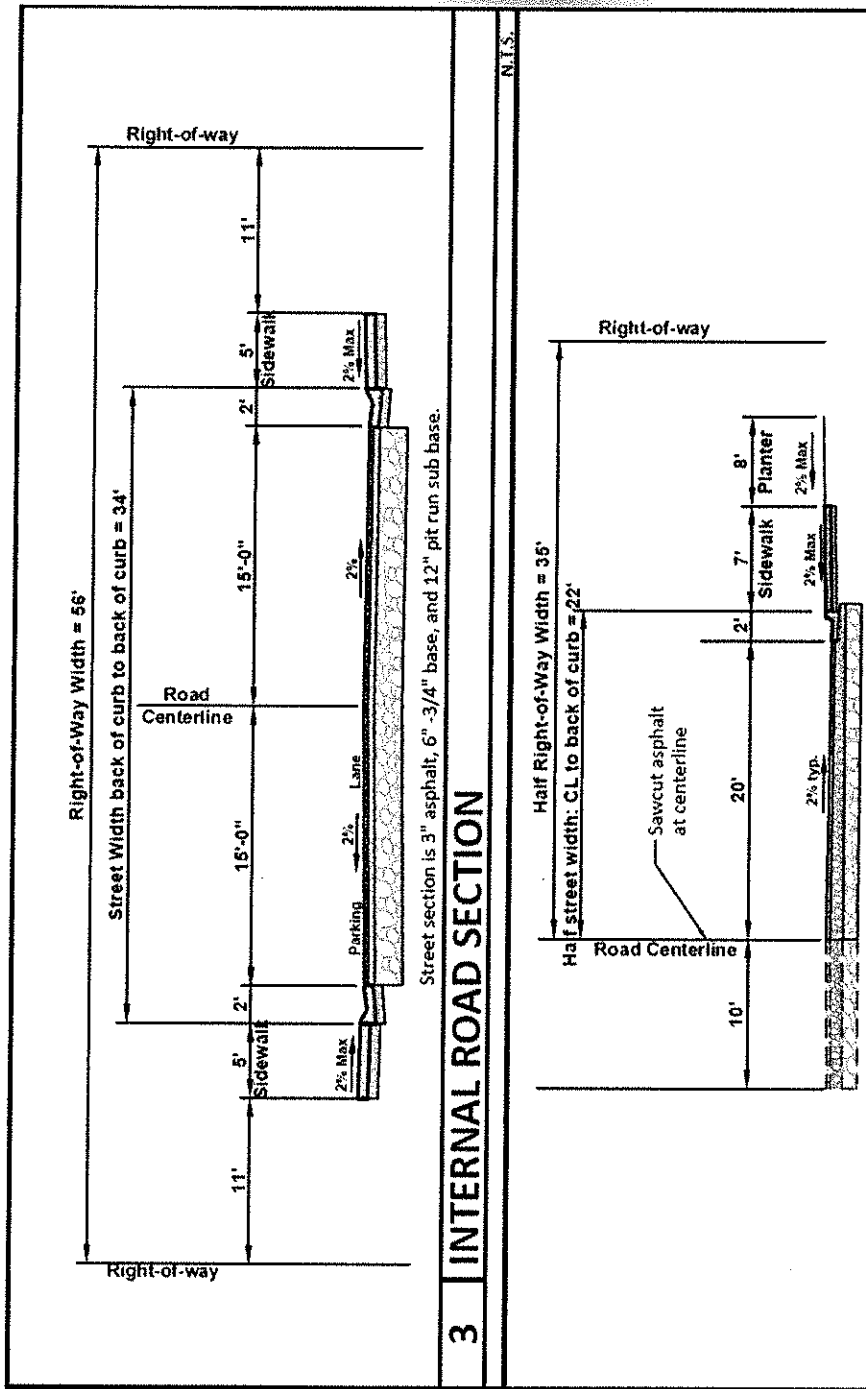 Right-of-Way Width = 56'
Street Width back of curb to back of curb = 34'
Right-of-way
Right-of-way
Road
Centerline
11'
5'
Sidewalk
2'
15'-0"
15'-0"
2'
5'
Sidewalk
11'
2% Max
Parking
2%
Lane
2%
2% Max
Street section is 3" asphalt, 6" -3/4" base, and 12" pit run sub base.
3
INTERNAL ROAD SECTION
N.T.S.
Half Right-of-Way Width = 35'
Half street width: CL to back of curb = 22'
Right-of-way
Road Centerline
Sawcut asphalt
at centerline
10'
20'
2'
7'
Sidewalk
8'
Planter
2% typ.
2% Max
2% Max